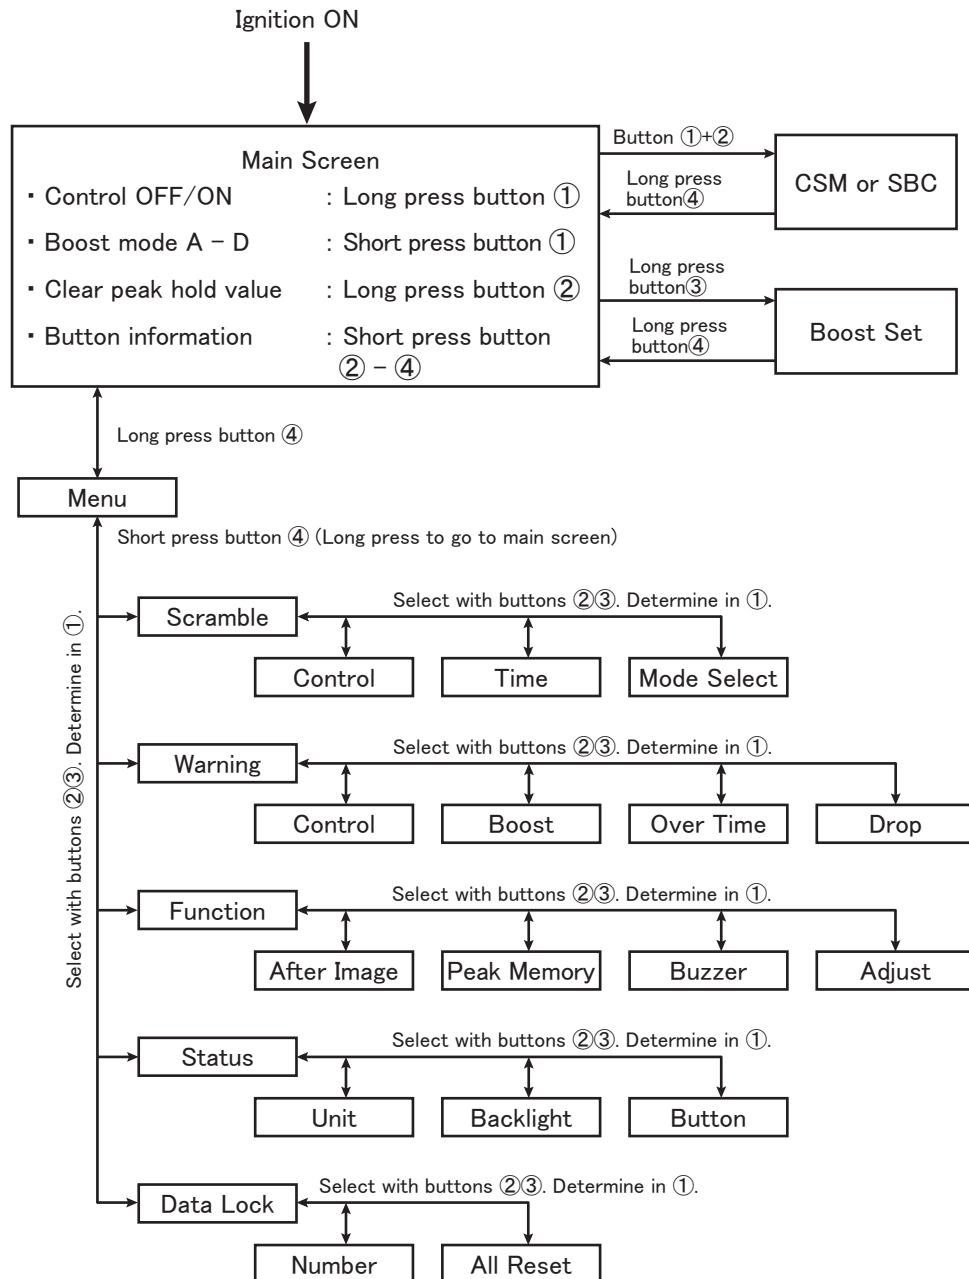 Ignition ON
Main Screen
・Control OFF/ON : Long press button ①
・Boost mode A – D : Short press button ①
・Clear peak hold value : Long press button ②
・Button information : Short press button
② – ④
Button ①+②
CSM or SBC
Long press
button④
Long press
button③
Boost Set
Long press
button④
Long press button ④
Menu
Short press button ④ (Long press to go to main screen)
Select with buttons ②③. Determine in ①.
Scramble
Select with buttons ②③. Determine in ①.
Control
Time
Mode Select
Warning
Select with buttons ②③. Determine in ①.
Control
Boost
Over Time
Drop
Function
Select with buttons ②③. Determine in ①.
After Image
Peak Memory
Buzzer
Adjust
Status
Select with buttons ②③. Determine in ①.
Unit
Backlight
Button
Data Lock
Select with buttons ②③. Determine in ①.
Number
All Reset